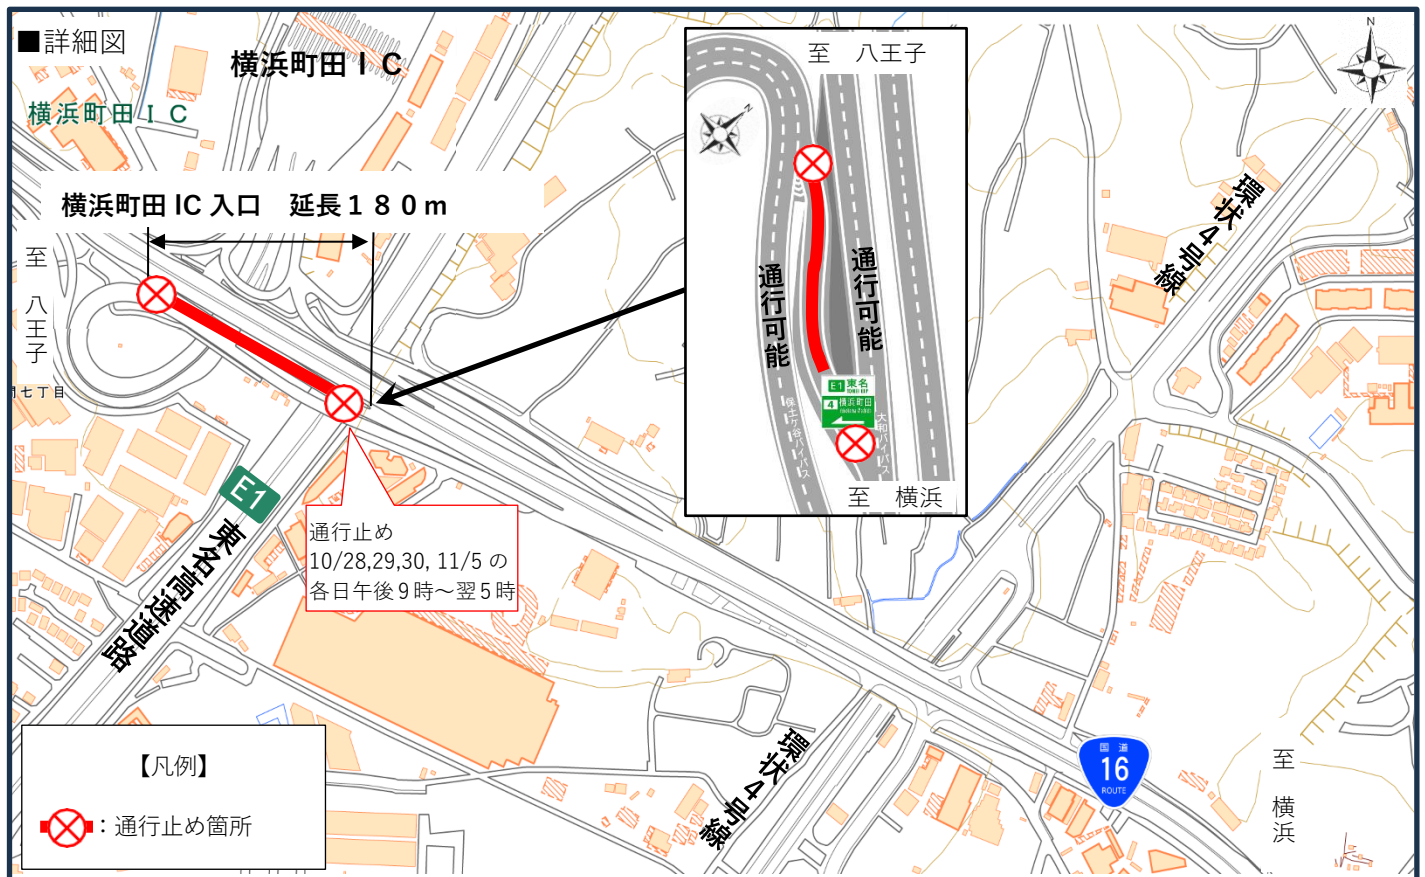 ■詳細図
横浜町田ＩＣ
横浜町田ＩＣ
横浜町田 IC 入口　延長１８０ｍ
至　八王子
目七丁目
E1
東名高速道路
通行止め
10/28,29,30, 11/5 の
各日午後９時～翌５時
至　八王子
N
通行可能
通行可能
E1 東名
4 横浜町田
保土ヶ谷バイパス
大和バイパス
至　横浜
N
環状４号線
環状４号線
国道
16
ROUTE
至　横浜
【凡例】
：通行止め箇所